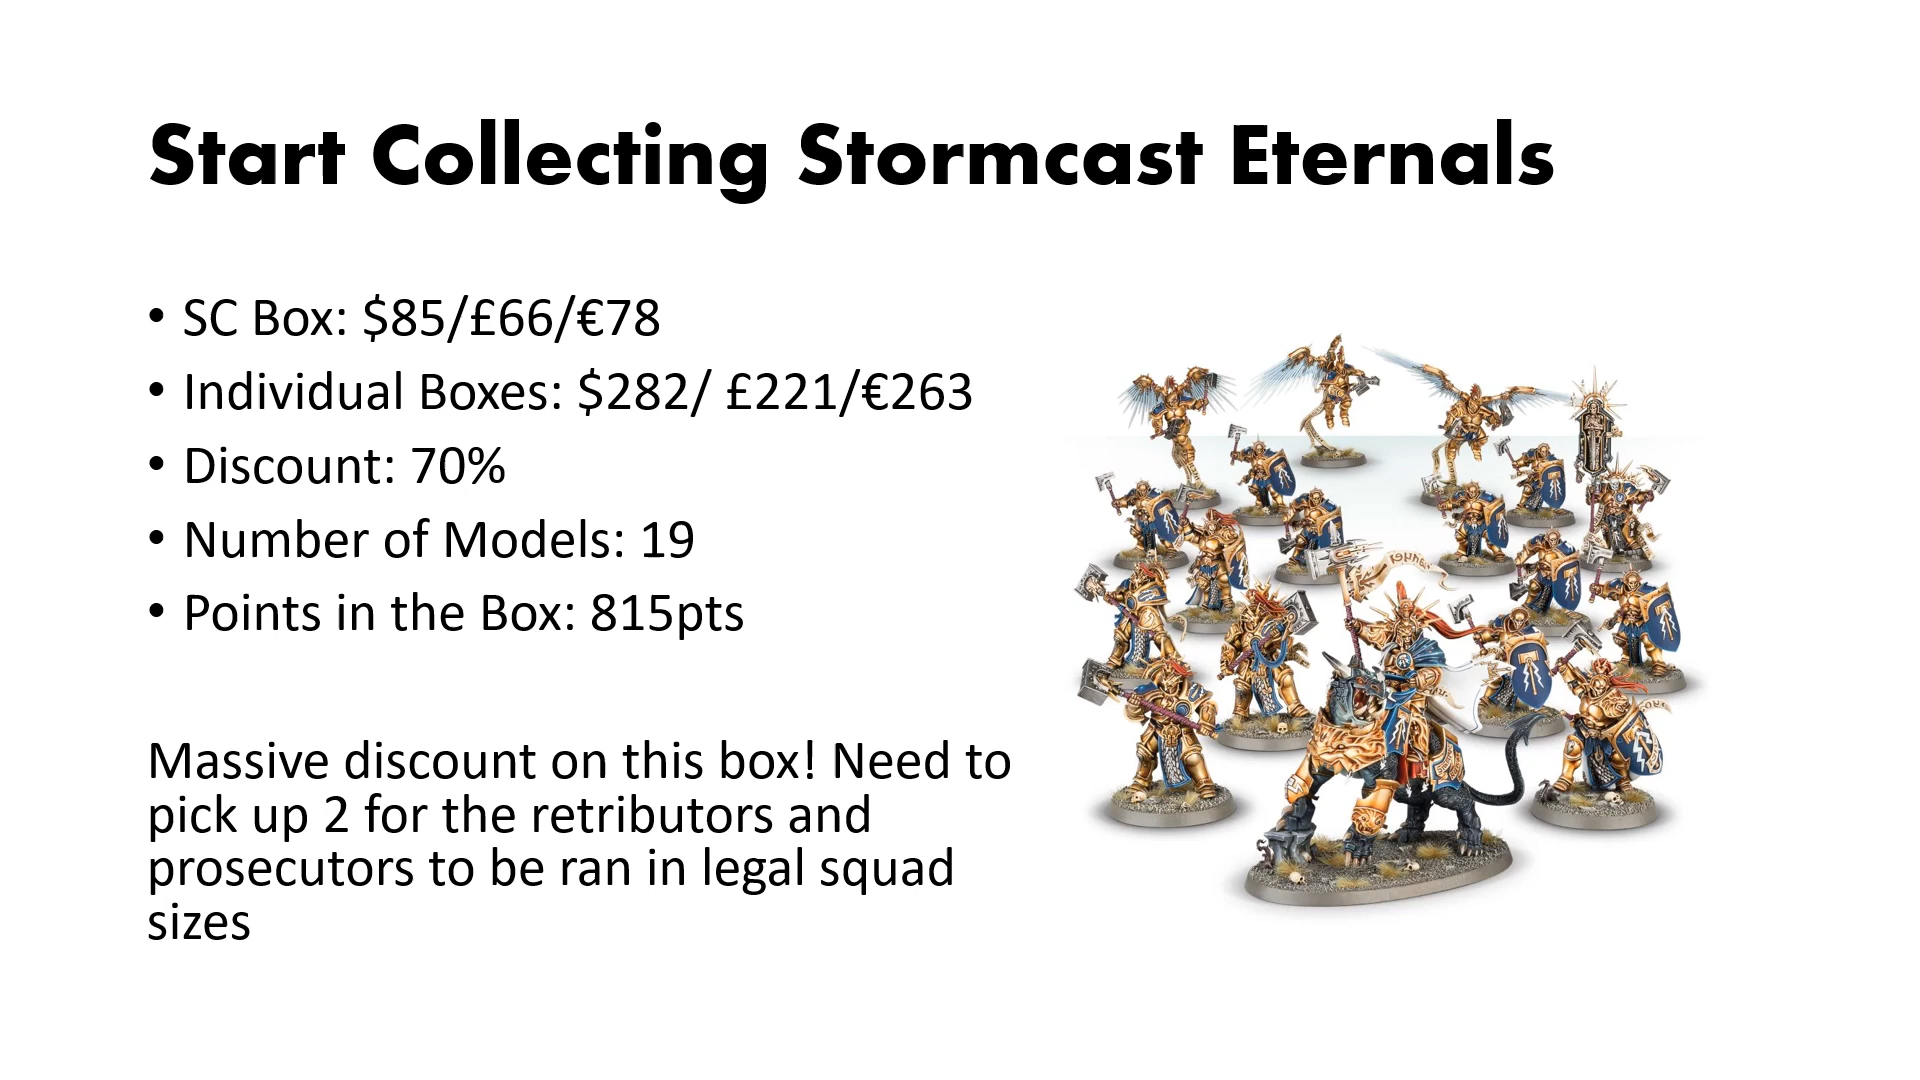 Start Collecting Stormcast Eternals
• SC Box: $85/£66/€78
• Individual Boxes: $282/ £221/€263
• Discount: 70%
• Number of Models: 19
• Points in the Box: 815pts
Massive discount on this box! Need to
pick up 2 for the retributors and
prosecutors to be ran in legal squad
sizes